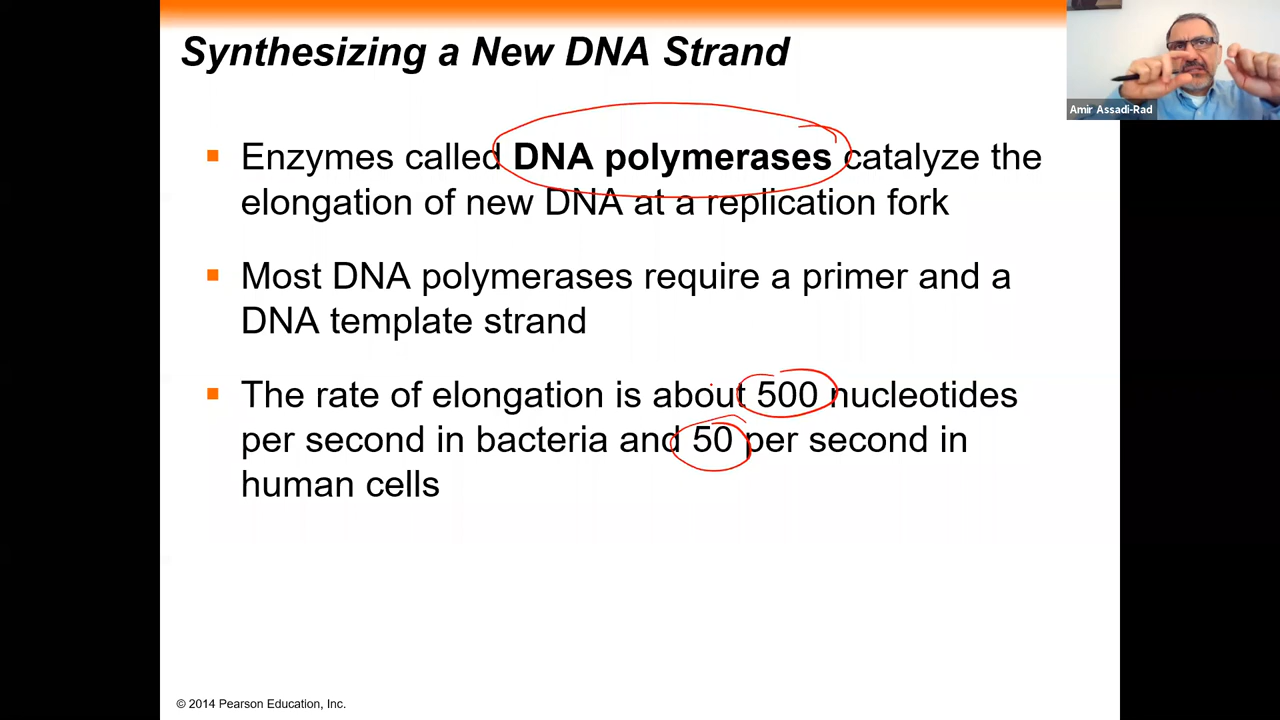 Synthesizing a New DNA Strand
Amir Assadi-Rad
▪ Enzymes called DNA polymerases catalyze the
elongation of new DNA at a replication fork
▪ Most DNA polymerases require a primer and a
DNA template strand
▪ The rate of elongation is about 500 nucleotides
per second in bacteria and 50 per second in
human cells
© 2014 Pearson Education, Inc.